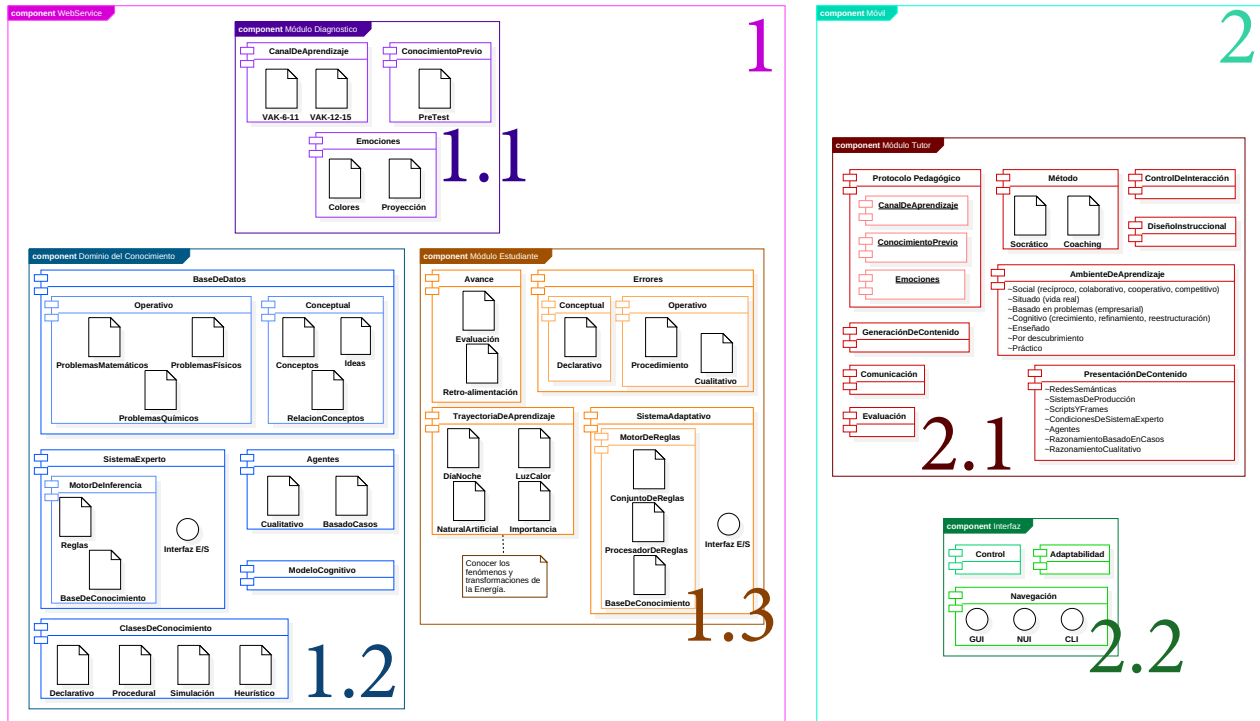 component WebService
1
component Módulo Diagnostico
CanalDeAprendizaje
VAK-6-11
VAK-12-15
ConocimientoPrevio
PreTest
Emociones
Colores
Proyección
1.1
component Dominio del Conocimiento
BaseDeDatos
Operativo
ProblemasMatemáticos
ProblemasFísicos
ProblemasQuímicos
Conceptual
Conceptos
Ideas
RelacionConceptos
SistemaExperto
MotorDeInferencia
Reglas
BaseDeConocimiento
Interfaz E/S
Agentes
Cualitativo
BasadoCasos
ModeloCognitivo
ClasesDeConocimiento
Declarativo
Procedural
Simulación
Heurístico
1.2
component Módulo Estudiante
Avance
Evaluación
Retro-alimentación
Errores
Conceptual
Declarativo
Operativo
Procedimiento
Cualitativo
TrayectoriaDeAprendizaje
DíaNoche
LuzCalor
NaturalArtificial
Importancia
Conocer los
fenómenos y
transformaciones de
la Energía.
SistemaAdaptativo
MotorDeReglas
ConjuntoDeReglas
ProcesadorDeReglas
BaseDeConocimiento
Interfaz E/S
1.3
component Móvil
2
component Módulo Tutor
Protocolo Pedagógico
CanalDeAprendizaje
ConocimientoPrevio
Emociones
Método
Socrático
Coaching
ControlDeInteracción
DiseñoInstruccional
AmbienteDeAprendizaje
~Social (recíproco, colaborativo, cooperativo, competitivo)
~Situado (vida real)
~Basado en problemas (empresarial)
~Cognitivo (crecimiento, refinamiento, reestructuración)
~Enseñado
~Por descubrimiento
~Práctico
GeneraciónDeContenido
Comunicación
Evaluación
PresentaciónDeContenido
~RedesSemánticas
~SistemasDeProducción
~ScriptsYFrames
~CondicionesDeSistemaExperto
~Agentes
~RazonamientoBasadoEnCasos
~RazonamientoCualitativo
2.1
component Interfaz
Control
Adaptabilidad
Navegación
GUI
NUI
CLI
2.2